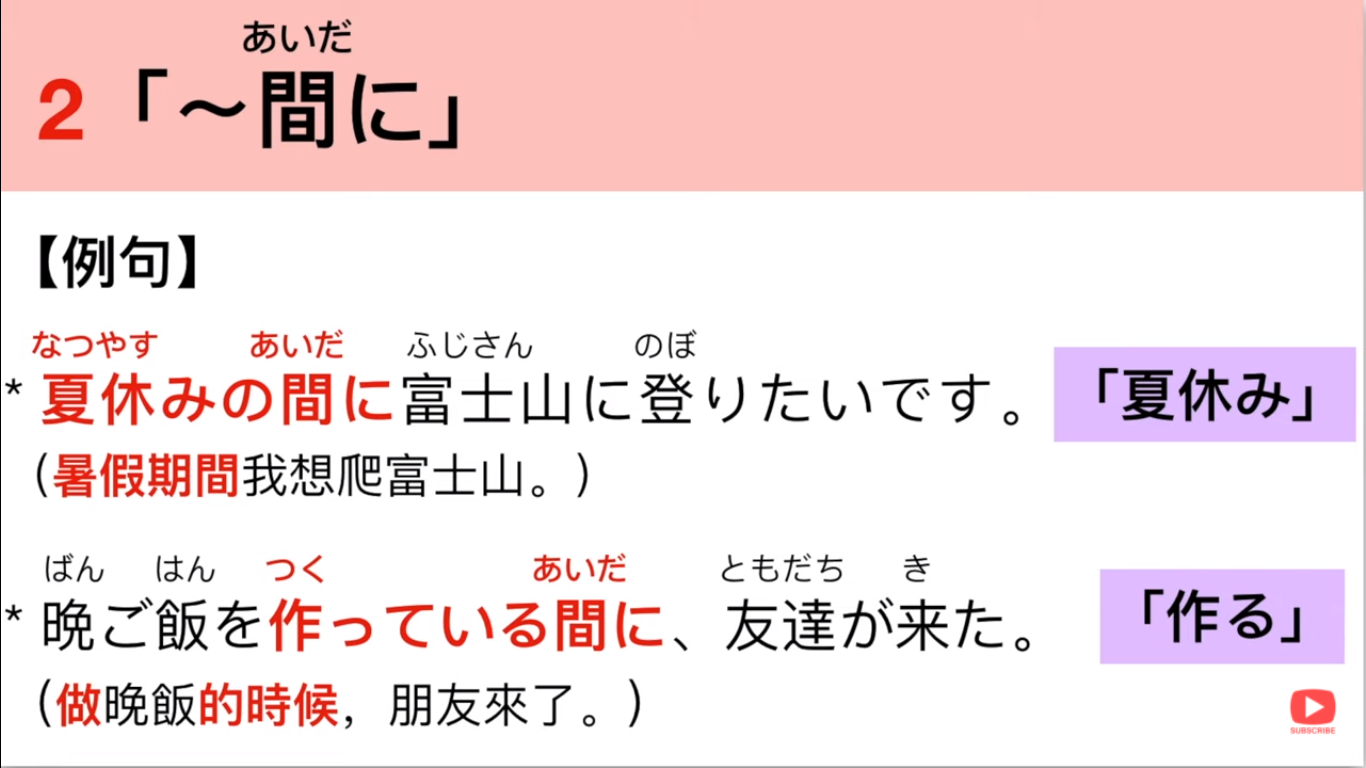 あいだ
2「～間に」
【例句】
なつやす あいだ ふじさん のぼ
* 夏休みの間に富士山に登りたいです。 「夏休み」
（暑假期間我想爬富士山。）
ばん はん つく あいだ ともだち き
* 晩ご飯を作っている間に、友達が来た。 「作る」
（做晚飯的時候，朋友來了。）
SUBSCRIBE